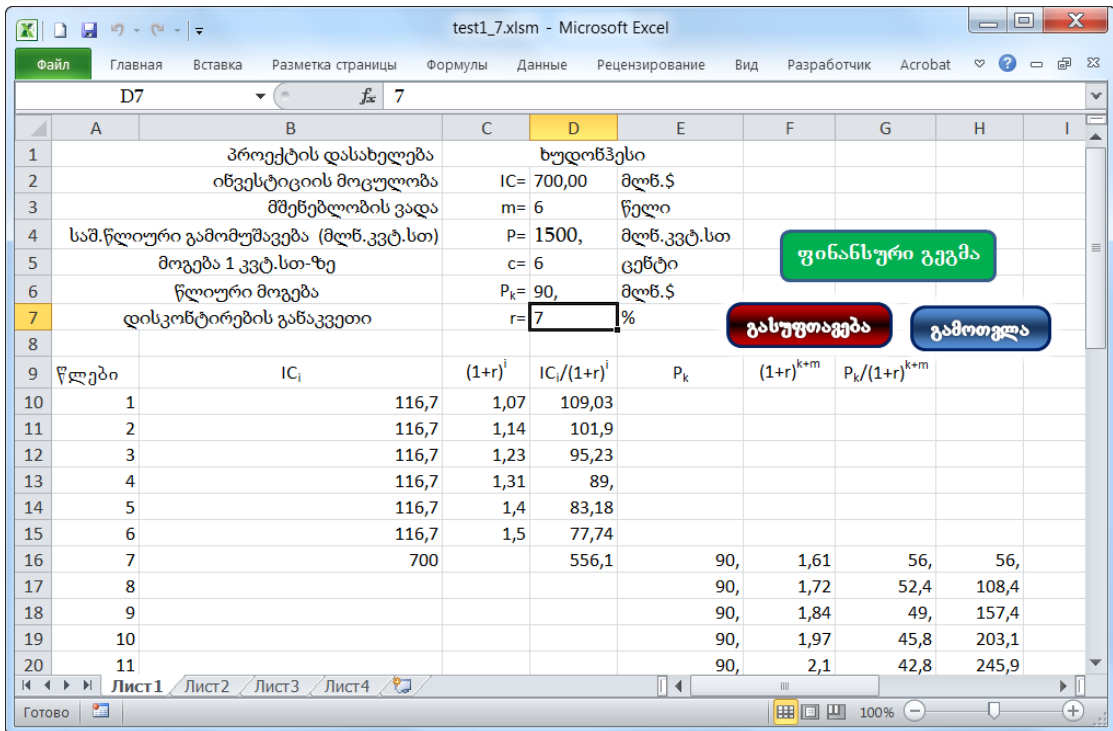 test1_7.xlsm - Microsoft Excel
Файл Главная Вставка Разметка страницы Формулы Данные Рецензирование Вид Разработчик Acrobat
D7 fx 7
A B C D E F G H I
1 პროექტის დასახელება ხუდონჰესი
2 ინვესტიციის მოცულობა IC= 700,00 მლნ.$
3 მშენებლობის ვადა m= 6 წელი
4 საშ.წლიური გამომუშავება (მლნ.კვტ.სთ) P= 1500, მლნ.კვტ.სთ
5 მოგება 1 კვტ.სთ-ზე c= 6 ცენტი
ფინანსური გეგმა
6 წლიური მოგება Pk= 90, მლნ.$
7 დისკონტირების განაკვეთი r= 7 %
გასუფთავება გამოთვლა
8
9 წლები ICi (1+r)^i ICi/(1+r)^i Pk (1+r)^k+m Pk/(1+r)^k+m
10 1 116,7 1,07 109,03
11 2 116,7 1,14 101,9
12 3 116,7 1,23 95,23
13 4 116,7 1,31 89,
14 5 116,7 1,4 83,18
15 6 116,7 1,5 77,74
16 7 700 556,1 90, 1,61 56, 56,
17 8 90, 1,72 52,4 108,4
18 9 90, 1,84 49, 157,4
19 10 90, 1,97 45,8 203,1
20 11 90, 2,1 42,8 245,9
Лист1 Лист2 Лист3 Лист4
Готово 100%